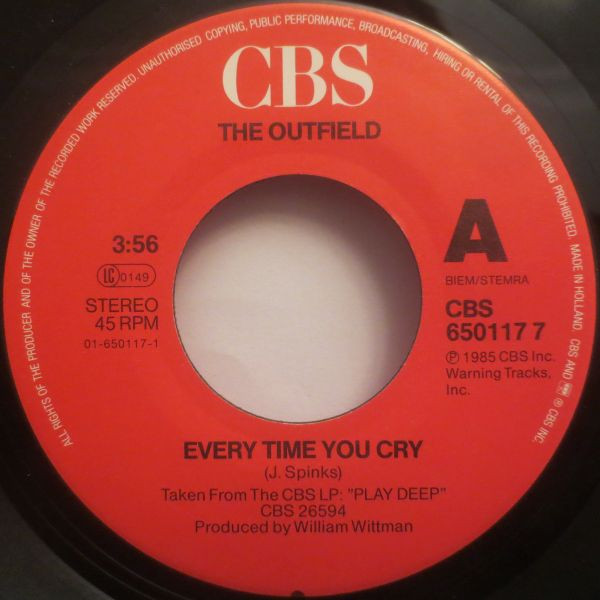 ALL RIGHTS OF THE PRODUCER AND OF THE OWNER OF THE RECORDED WORK RESERVED. UNAUTHORISED COPYING, PUBLIC PERFORMANCE, BROADCASTING, HIRING OR RENTAL OF THIS RECORDING PROHIBITED. MADE IN HOLLAND. CBS AND ® CBS INC.
CBS
THE OUTFIELD
3:56
LC 0149
STEREO
45 RPM
01-650117-1
A
BIEM/STEMRA
CBS
650117 7
℗ 1985 CBS Inc.
Warning Tracks,
Inc.
EVERY TIME YOU CRY
(J. Spinks)
Taken From The CBS LP: "PLAY DEEP"
CBS 26594
Produced by William Wittman